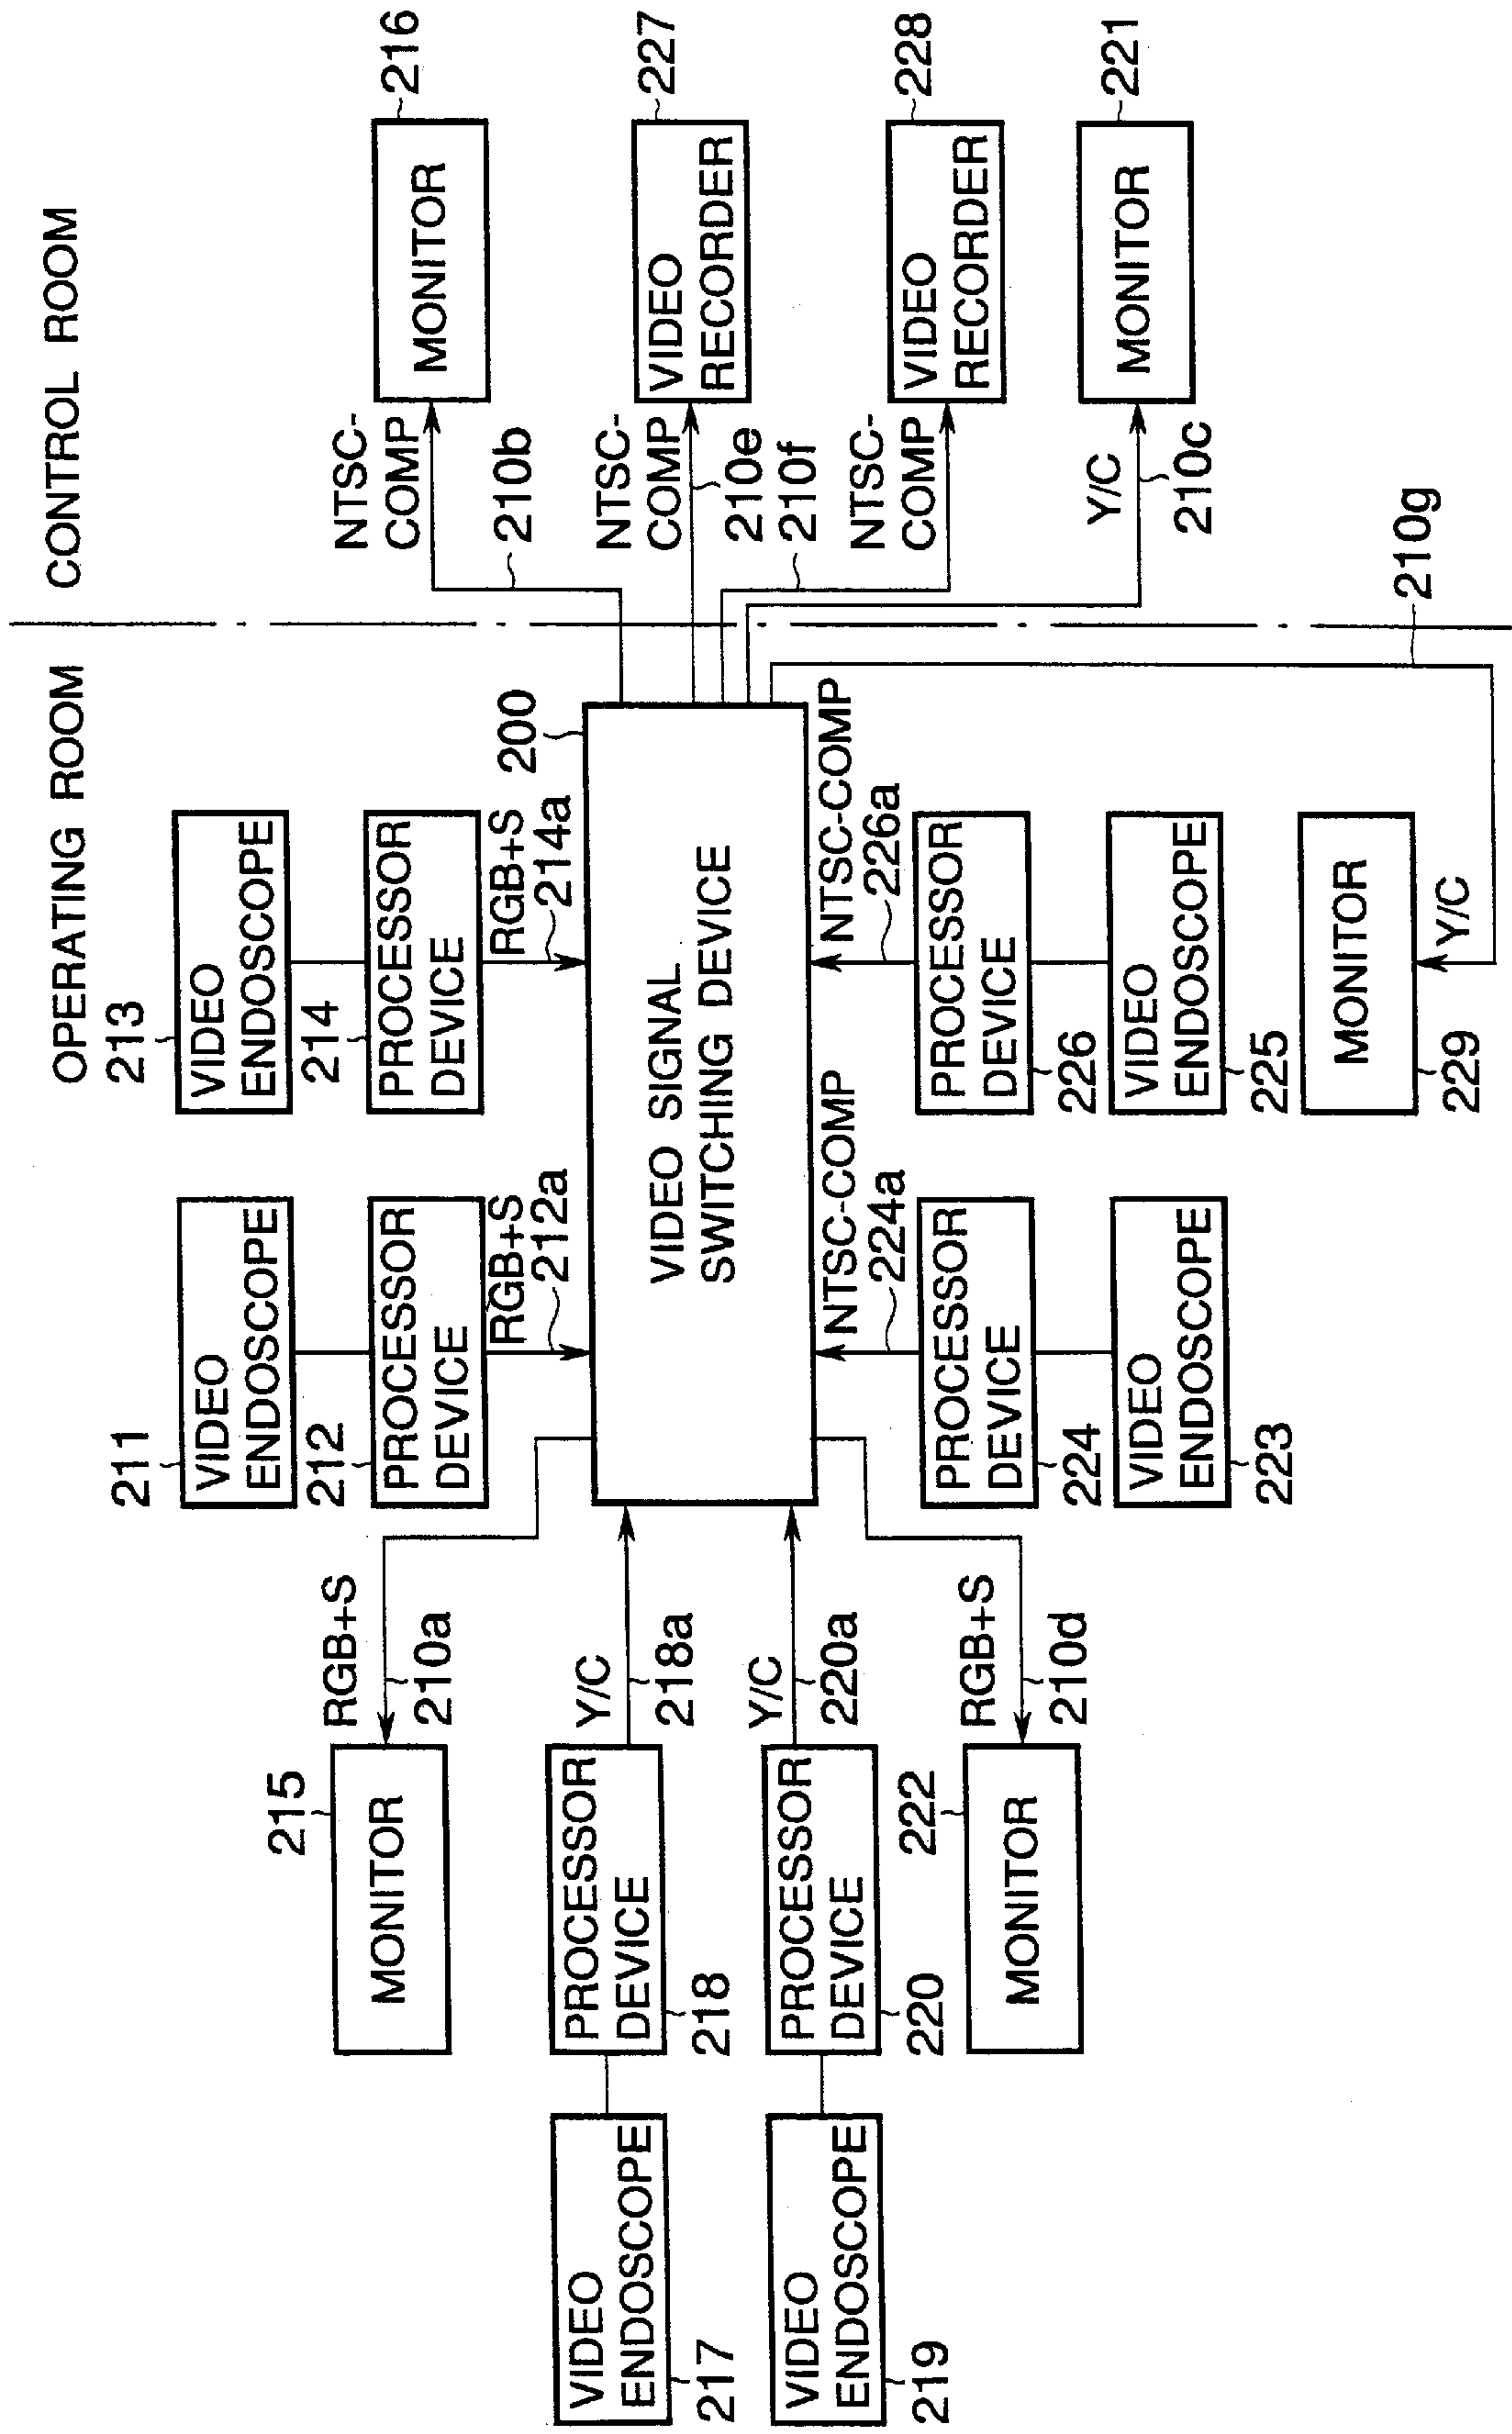 OPERATING ROOM
CONTROL ROOM
211
VIDEO
ENDOSCOPE
213
VIDEO
ENDOSCOPE
212
PROCESSOR
DEVICE
214
PROCESSOR
DEVICE
215
MONITOR
RGB+S
210a
RGB+S
212a
RGB+S
214a
200
NTSC-
COMP
210b
MONITOR
216
217
VIDEO
ENDOSCOPE
218
PROCESSOR
DEVICE
Y/C
218a
VIDEO SIGNAL
SWITCHING DEVICE
NTSC-
COMP
210e
VIDEO
RECORDER
227
219
VIDEO
ENDOSCOPE
220
PROCESSOR
DEVICE
Y/C
220a
210f
NTSC-
COMP
VIDEO
RECORDER
228
222
MONITOR
RGB+S
210d
NTSC-COMP
224a
NTSC-COMP
226a
224
PROCESSOR
DEVICE
226
PROCESSOR
DEVICE
Y/C
210c
MONITOR
221
223
VIDEO
ENDOSCOPE
225
VIDEO
ENDOSCOPE
229
MONITOR
Y/C
210g